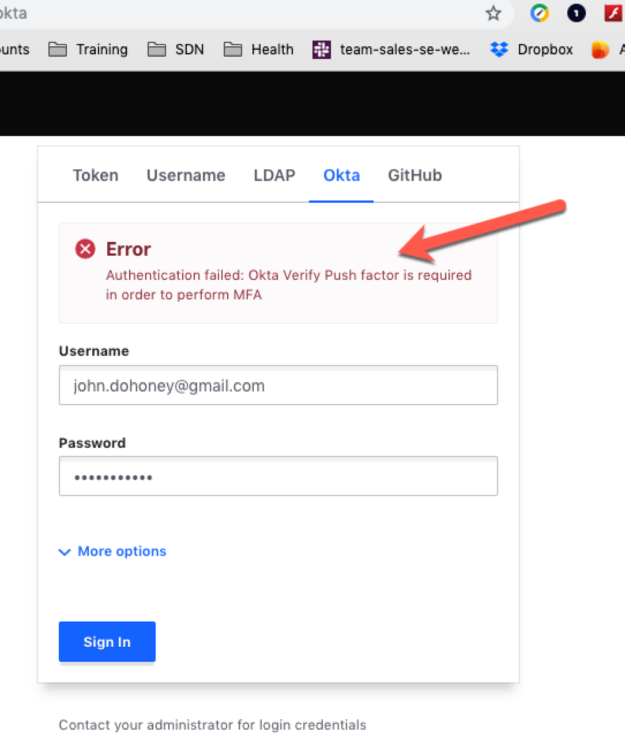 okta
unts Training SDN Health team-sales-se-we... Dropbox
Token Username LDAP Okta GitHub
Error
Authentication failed: Okta Verify Push factor is required
in order to perform MFA
Username
john.dohoney@gmail.com
Password
•••••••••••
More options
Sign In
Contact your administrator for login credentials